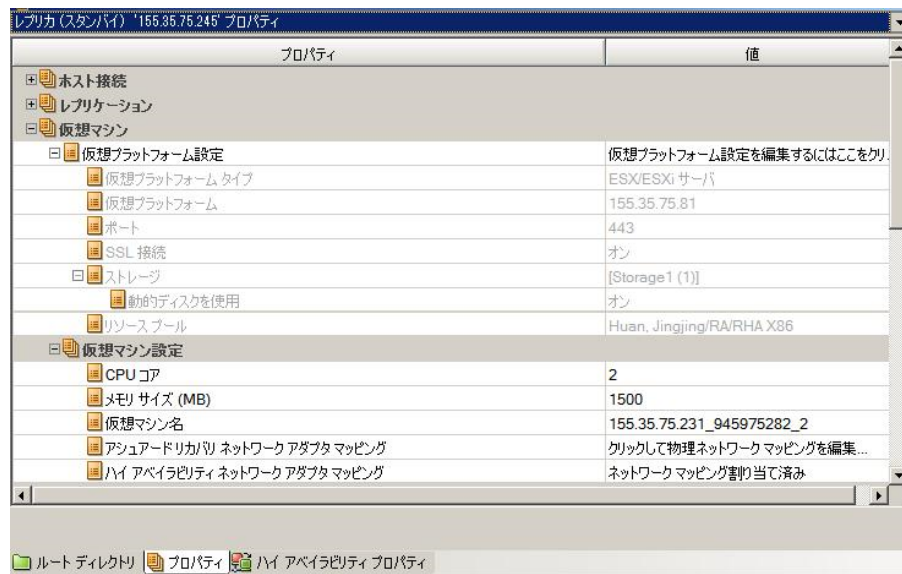 レプリカ (スタンバイ) '155.35.75.245' プロパティ
プロパティ 値
ホスト接続
レプリケーション
仮想マシン
仮想プラットフォーム設定 仮想プラットフォーム設定を編集するにはここをクリ...
仮想プラットフォーム タイプ ESX/ESXi サーバ
仮想プラットフォーム 155.35.75.81
ポート 443
SSL 接続 オン
ストレージ [Storage1 (1)]
動的ディスクを使用 オン
リソース プール Huan, Jingjing/RA/RHA X86
仮想マシン設定
CPU コア 2
メモリ サイズ (MB) 1500
仮想マシン名 155.35.75.231_945975282_2
アシュアード リカバリ ネットワーク アダプタ マッピング クリックして物理ネットワーク マッピングを編集...
ハイ アベイラビリティ ネットワーク アダプタ マッピング ネットワーク マッピング割り当て済み
ルート ディレクトリ プロパティ ハイ アベイラビリティ プロパティ